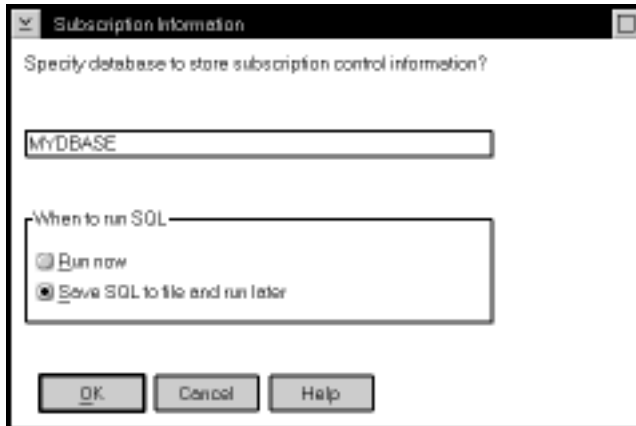 Subscription Information
Specify database to store subscription control information?
MYDBASE
When to run SQL
Run now
Save SQL to file and run later
OK Cancel Help